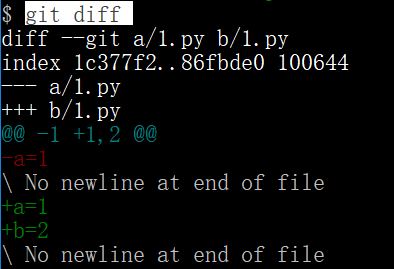 $ git diff
diff --git a/1.py b/1.py
index 1c377f2..86fbde0 100644
--- a/1.py
+++ b/1.py
@@ -1 +1,2 @@
-a=1
\ No newline at end of file
+a=1
+b=2
\ No newline at end of file